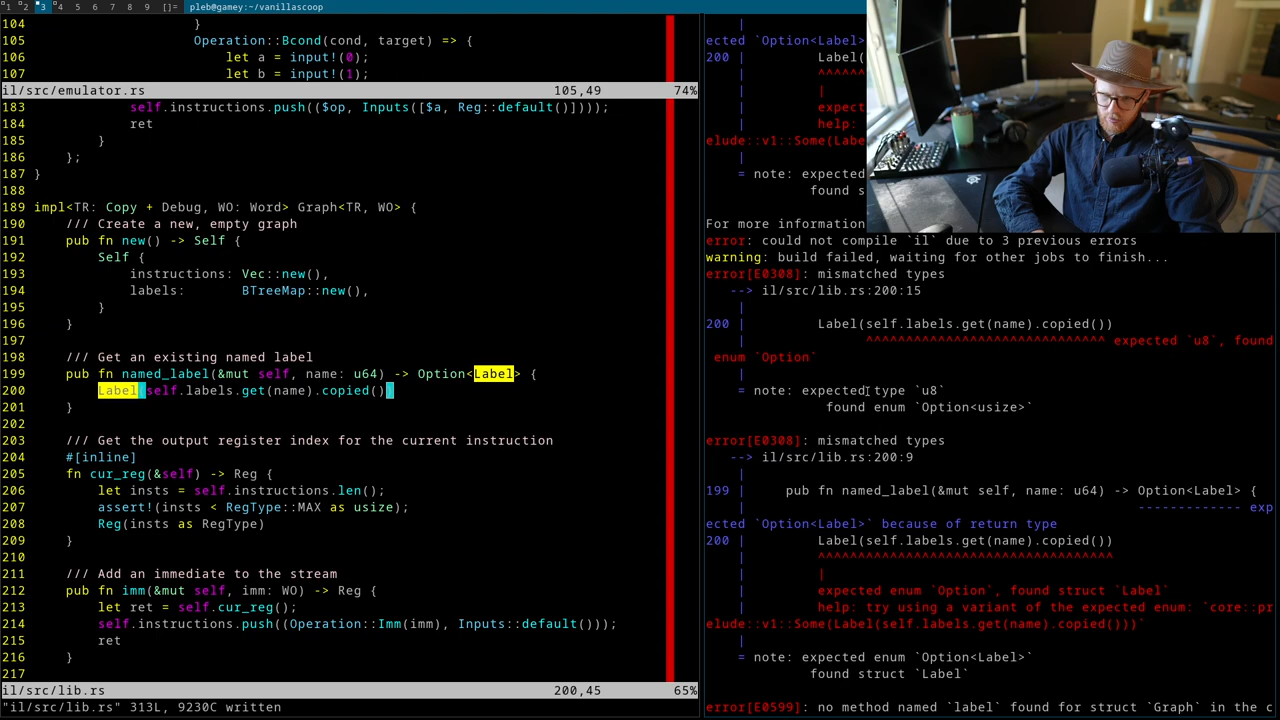 1 2 3 4 5 6 7 8 9 []= pleb@gamey:~/vanillascoop
104 }
105 Operation::Bcond(cond, target) => {
106 let a = input!(0);
107 let b = input!(1);
il/src/emulator.rs 105,49 74%
183 self.instructions.push(($op, Inputs([$a, Reg::default()])));
184 ret
185 }
186 };
187 }
188
189 impl<TR: Copy + Debug, WO: Word> Graph<TR, WO> {
190 /// Create a new, empty graph
191 pub fn new() -> Self {
192 Self {
193 instructions: Vec::new(),
194 labels: BTreeMap::new(),
195 }
196 }
197
198 /// Get an existing named label
199 pub fn named_label(&mut self, name: u64) -> Option<Label> {
200 Label(self.labels.get(name).copied())
201 }
202
203 /// Get the output register index for the current instruction
204 #[inline]
205 fn cur_reg(&self) -> Reg {
206 let insts = self.instructions.len();
207 assert!(insts < RegType::MAX as usize);
208 Reg(insts as RegType)
209 }
210
211 /// Add an immediate to the stream
212 pub fn imm(&mut self, imm: WO) -> Reg {
213 let ret = self.cur_reg();
214 self.instructions.push((Operation::Imm(imm), Inputs::default()));
215 ret
216 }
217
il/src/lib.rs 200,45 65%
"il/src/lib.rs" 313L, 9230C written
|
ected `Option<Label>
200 | Label(
| ^^^^^^
| |
| expect
| help:
elude::v1::Some(Labe
|
= note: expected
found s
For more information
error: could not compile `il` due to 3 previous errors
warning: build failed, waiting for other jobs to finish...
error[E0308]: mismatched types
--> il/src/lib.rs:200:15
|
200 | Label(self.labels.get(name).copied())
| ^^^^^^^^^^^^^^^^^^^^^^^^^^^^^^ expected `u8`, found
enum `Option`
|
= note: expected type `u8`
found enum `Option<usize>`
error[E0308]: mismatched types
--> il/src/lib.rs:200:9
|
199 | pub fn named_label(&mut self, name: u64) -> Option<Label> {
| ------------- exp
ected `Option<Label>` because of return type
200 | Label(self.labels.get(name).copied())
| ^^^^^^^^^^^^^^^^^^^^^^^^^^^^^^^^^^^^^
| |
| expected enum `Option`, found struct `Label`
| help: try using a variant of the expected enum: `core::pr
elude::v1::Some(Label(self.labels.get(name).copied()))`
|
= note: expected enum `Option<Label>`
found struct `Label`
error[E0599]: no method named `label` found for struct `Graph` in the c